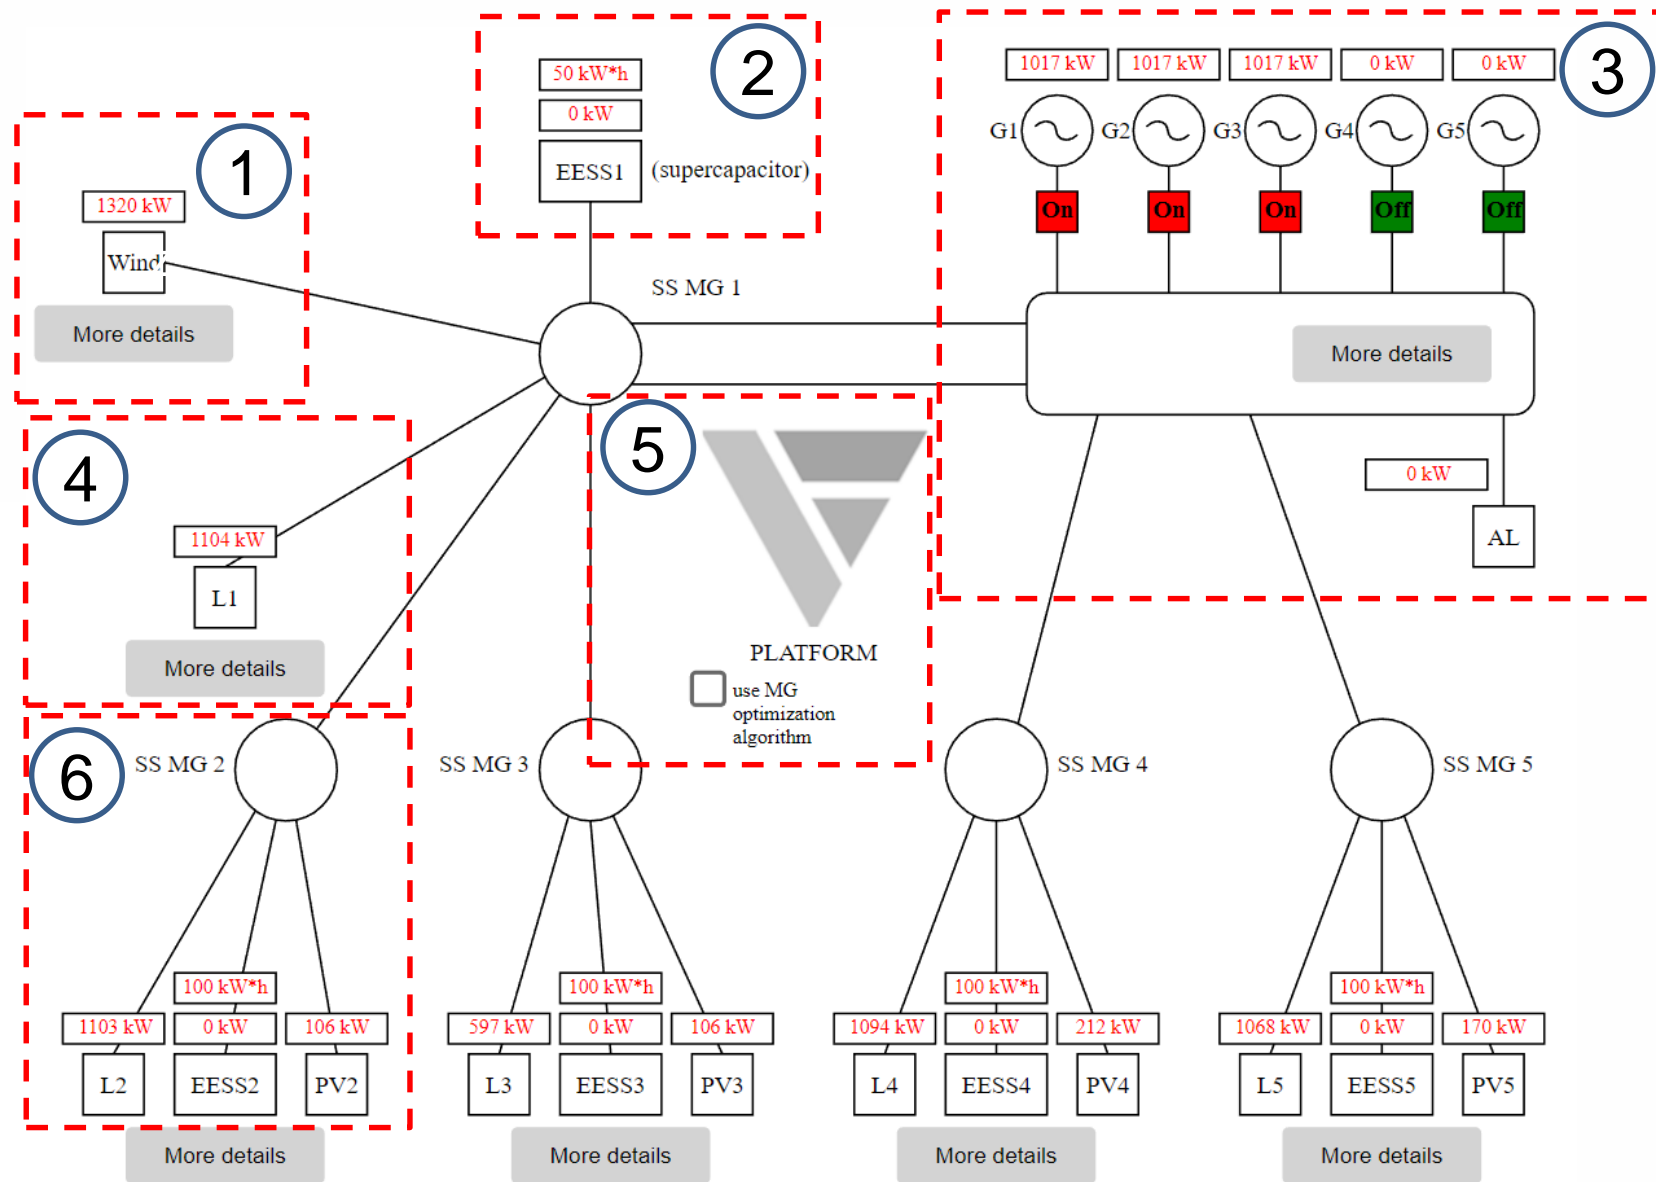 1
2
3
50 kW*h
0 kW
EESS1
(supercapacitor)
1017 kW
1017 kW
1017 kW
0 kW
0 kW
G1
G2
G3
G4
G5
On
On
On
Off
Off
1320 kW
Wind
More details
SS MG 1
More details
0 kW
AL
4
1104 kW
L1
More details
5
PLATFORM
use MG
optimization
algorithm
6
SS MG 2
SS MG 3
SS MG 4
SS MG 5
100 kW*h
1103 kW
0 kW
106 kW
L2
EESS2
PV2
More details
100 kW*h
597 kW
0 kW
106 kW
L3
EESS3
PV3
More details
100 kW*h
1094 kW
0 kW
212 kW
L4
EESS4
PV4
More details
100 kW*h
1068 kW
0 kW
170 kW
L5
EESS5
PV5
More details